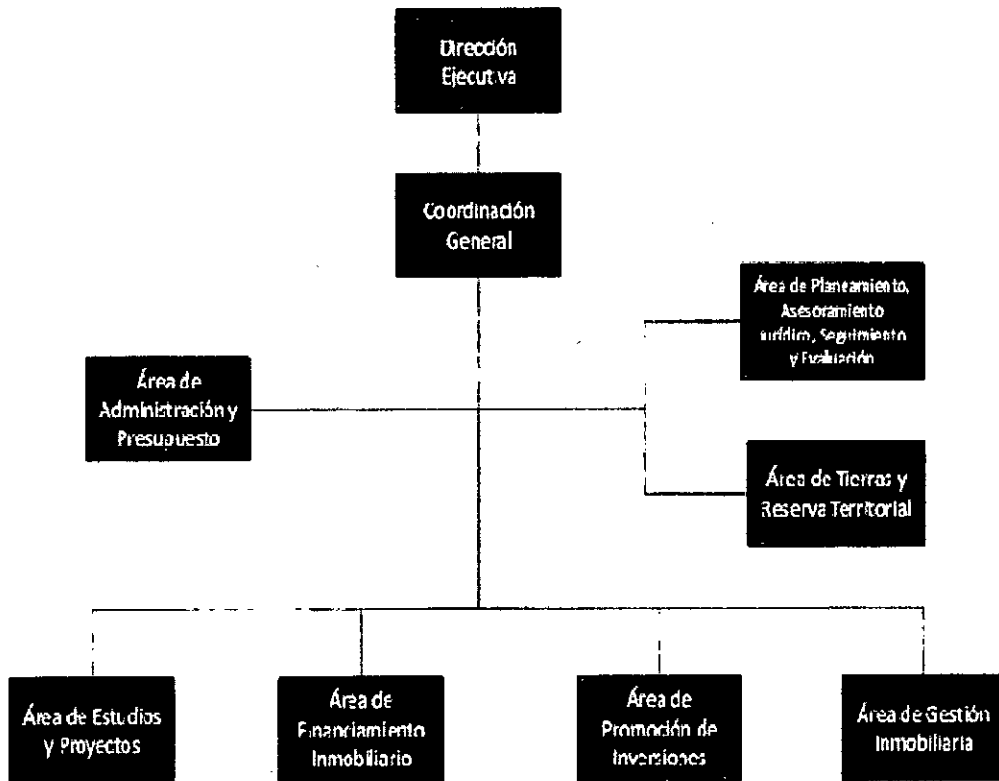 Dirección
Ejecutiva
Coordinación
General
Área de Planeamiento,
Asesoramiento
Jurídico, Seguimiento
y Evaluación
Área de
Administración y
Presupuesto
Área de Tierras y
Reserva Territorial
Área de Estudios
y Proyectos
Área de
Financiamiento
Inmobiliario
Área de
Promoción de
Inversiones
Área de Gestión
Inmobiliaria